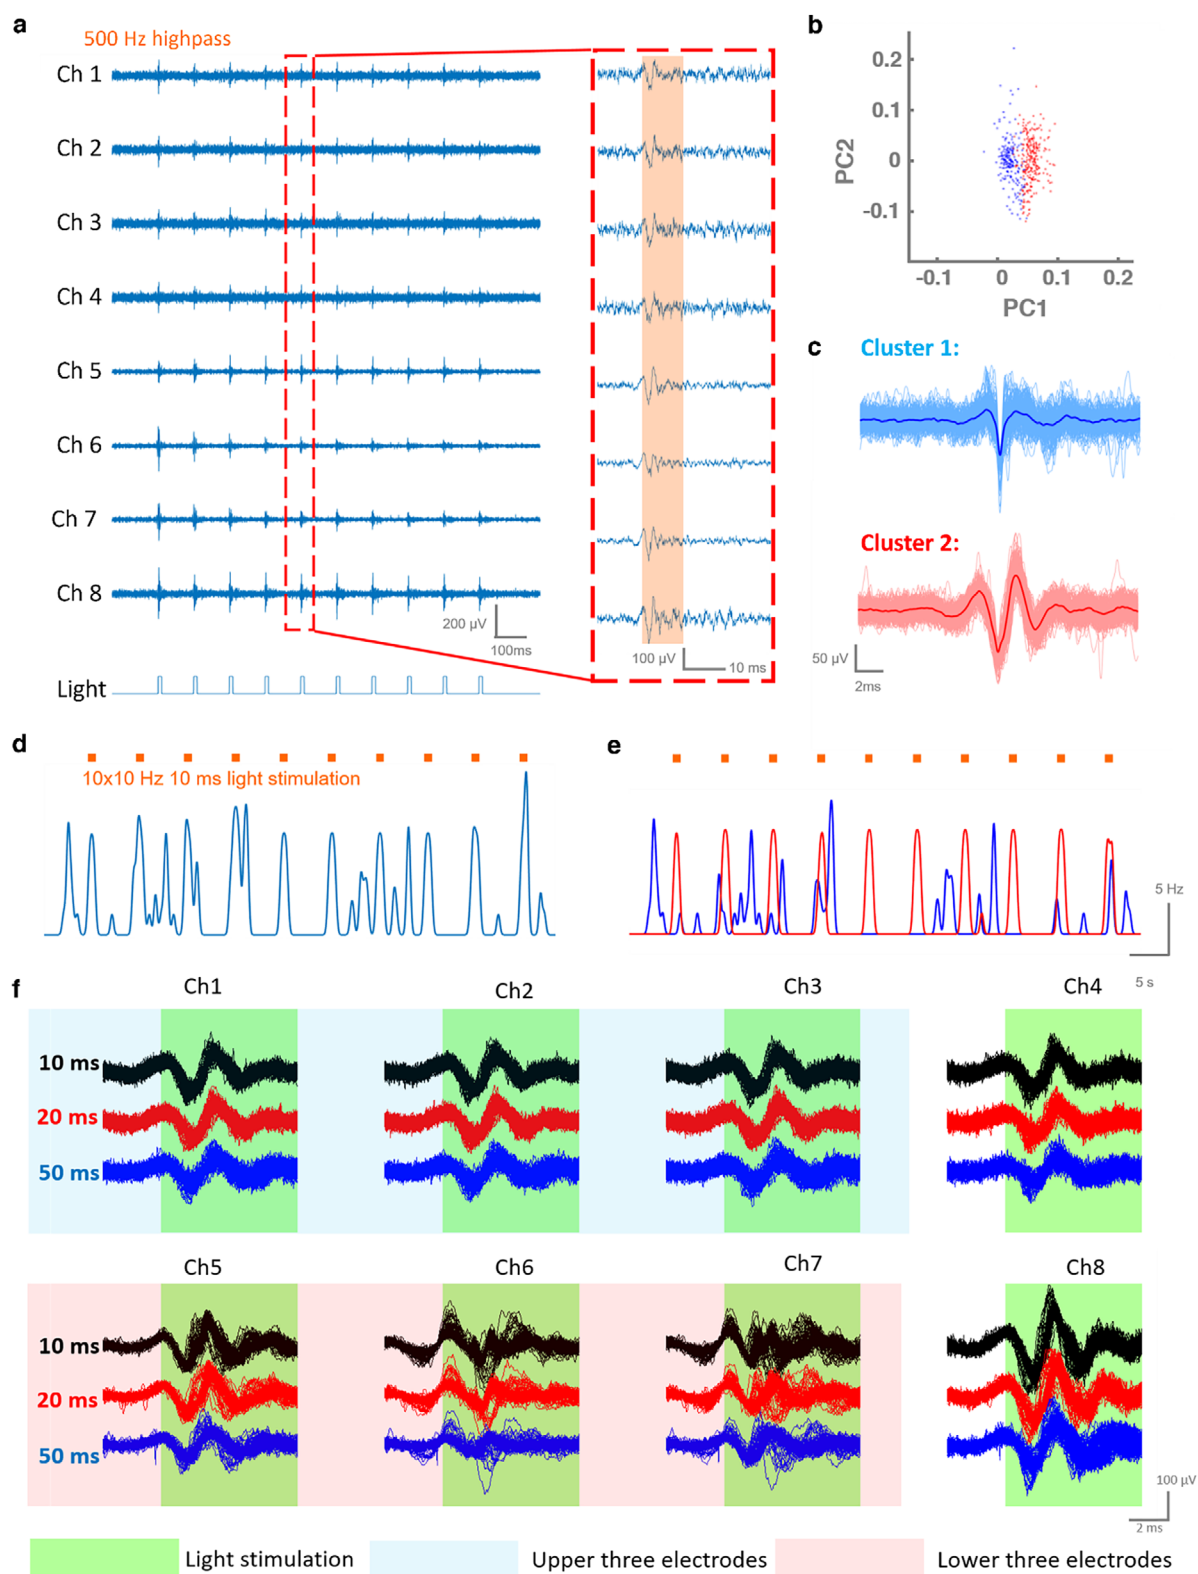 a
500 Hz highpass
Ch 1
Ch 2
Ch 3
Ch 4
Ch 5
Ch 6
Ch 7
Ch 8
200 µV
100ms
Light
100 µV
10 ms
b
0.2
0.1
0
-0.1
PC2
-0.1
0
0.1
0.2
PC1
c
Cluster 1:
Cluster 2:
50 µV
2ms
d
10x10 Hz 10 ms light stimulation
e
5 Hz
5 s
f
Ch1
Ch2
Ch3
Ch4
10 ms
20 ms
50 ms
Ch5
Ch6
Ch7
Ch8
10 ms
20 ms
50 ms
100 µV
2 ms
Light stimulation
Upper three electrodes
Lower three electrodes